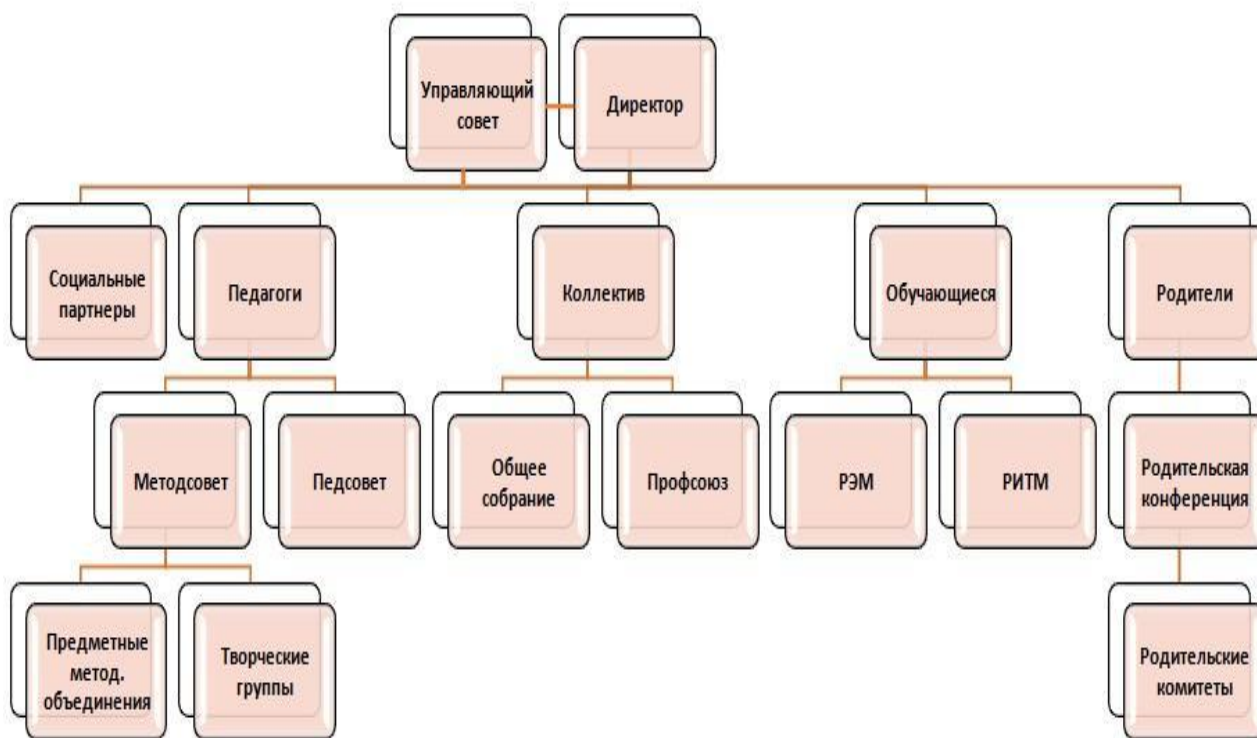 Управляющий
совет
Директор
Социальные
партнеры
Педагоги
Коллектив
Обучающиеся
Родители
Методсовет
Педсовет
Общее
собрание
Профсоюз
РЭМ
РИТМ
Родительская
конференция
Предметные
метод.
объединения
Творческие
группы
Родительские
комитеты